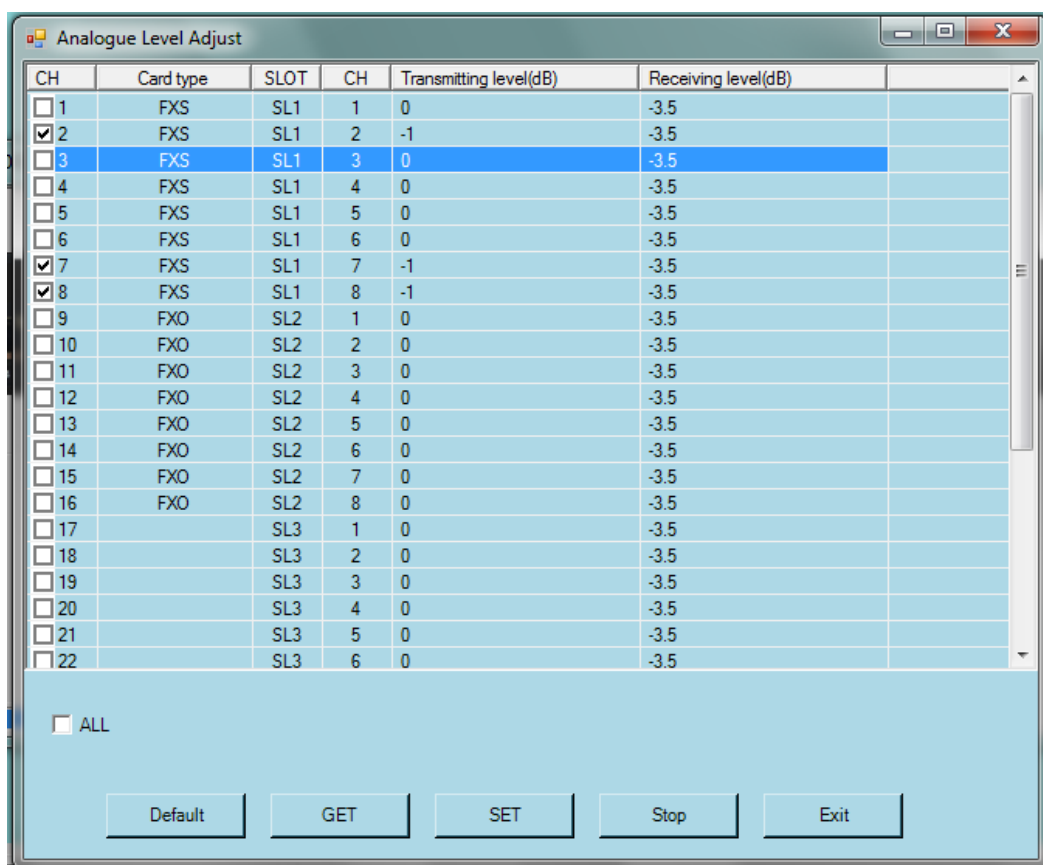 Analogue Level Adjust
CH Card type SLOT CH Transmitting level(dB) Receiving level(dB)
1 FXS SL1 1 0 -3.5
2 FXS SL1 2 -1 -3.5
3 FXS SL1 3 0 -3.5
4 FXS SL1 4 0 -3.5
5 FXS SL1 5 0 -3.5
6 FXS SL1 6 0 -3.5
7 FXS SL1 7 -1 -3.5
8 FXS SL1 8 -1 -3.5
9 FXO SL2 1 0 -3.5
10 FXO SL2 2 0 -3.5
11 FXO SL2 3 0 -3.5
12 FXO SL2 4 0 -3.5
13 FXO SL2 5 0 -3.5
14 FXO SL2 6 0 -3.5
15 FXO SL2 7 0 -3.5
16 FXO SL2 8 0 -3.5
17 SL3 1 0 -3.5
18 SL3 2 0 -3.5
19 SL3 3 0 -3.5
20 SL3 4 0 -3.5
21 SL3 5 0 -3.5
22 SL3 6 0 -3.5
ALL
Default GET SET Stop Exit